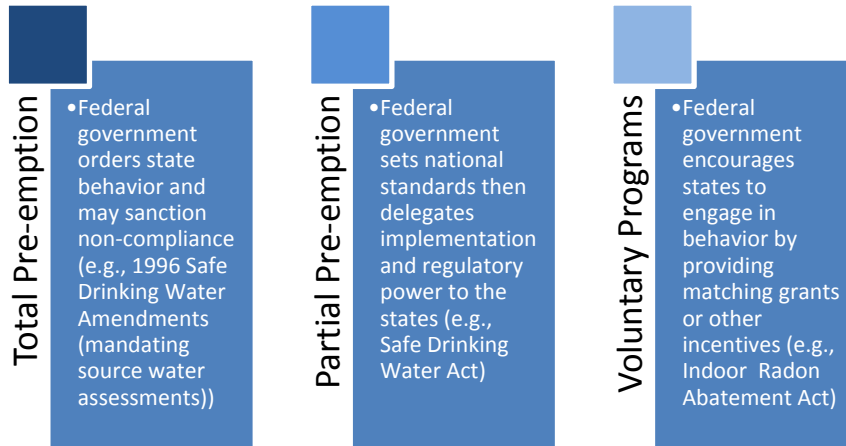 Total Pre-emption
•Federal
government
orders state
behavior and
may sanction
non-compliance
(e.g., 1996 Safe
Drinking Water
Amendments
(mandating
source water
assessments))
Partial Pre-emption
•Federal
government
sets national
standards then
delegates
implementation
and regulatory
power to the
states (e.g.,
Safe Drinking
Water Act)
Voluntary Programs
•Federal
government
encourages
states to
engage in
behavior by
providing
matching grants
or other
incentives (e.g.,
Indoor Radon
Abatement Act)